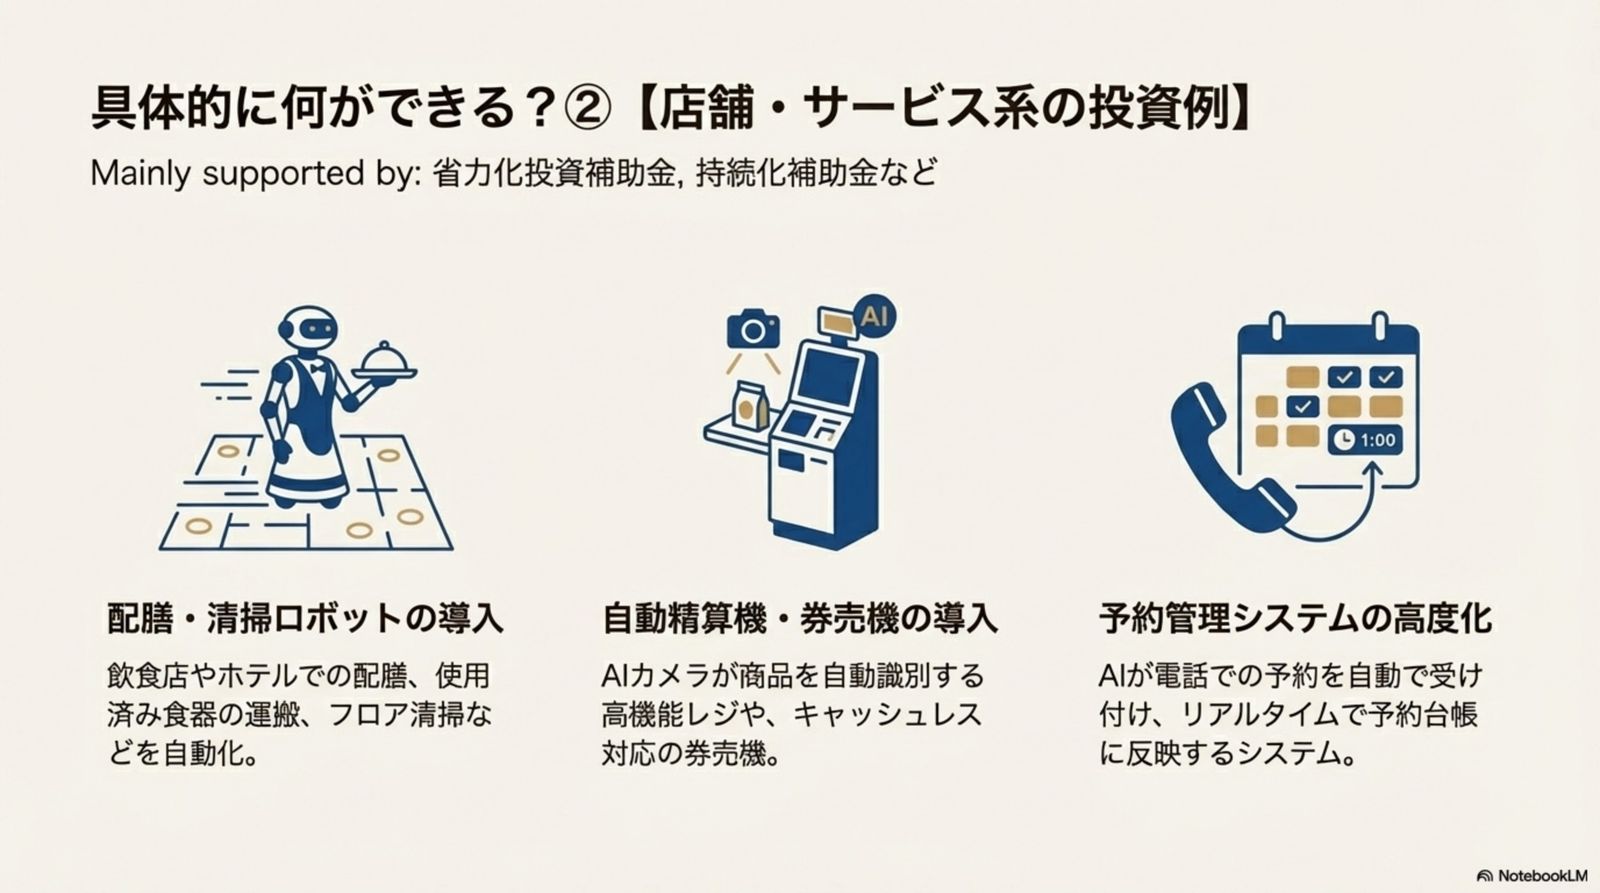 具体的に何ができる？②【店舗・サービス系の投資例】
Mainly supported by: 省力化投資補助金, 持続化補助金など
AI
1:00
配膳・清掃ロボットの導入
飲食店やホテルでの配膳、使用
済み食器の運搬、フロア清掃な
どを自動化。
自動精算機・券売機の導入
AIカメラが商品を自動識別する
高機能レジや、キャッシュレス
対応の券売機。
予約管理システムの高度化
AIが電話での予約を自動で受け
付け、リアルタイムで予約台帳
に反映するシステム。
NotebookLM